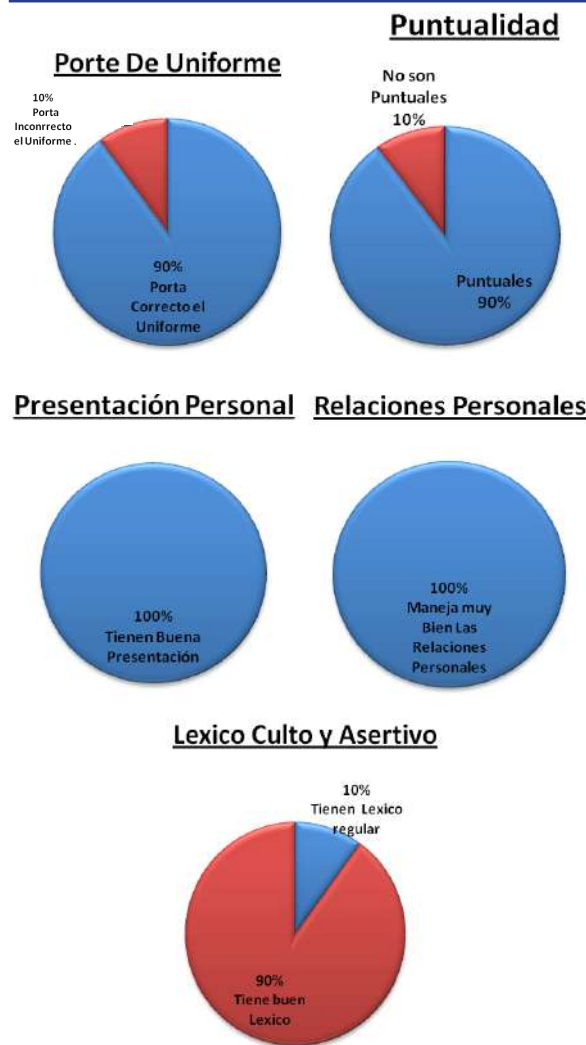 Puntualidad
Porte De Uniforme
10%
Porta
Inconrrecto
el Uniforme .
90%
Porta
Correcto el
Uniforme
No son
Puntuales
10%
Puntuales
90%
Presentación Personal
100%
Tienen Buena
Presentación
Relaciones Personales
100%
Maneja muy
Bien Las
Relaciones
Personales
Lexico Culto y Asertivo
10%
Tienen Lexico
regular
90%
Tiene buen
Lexico